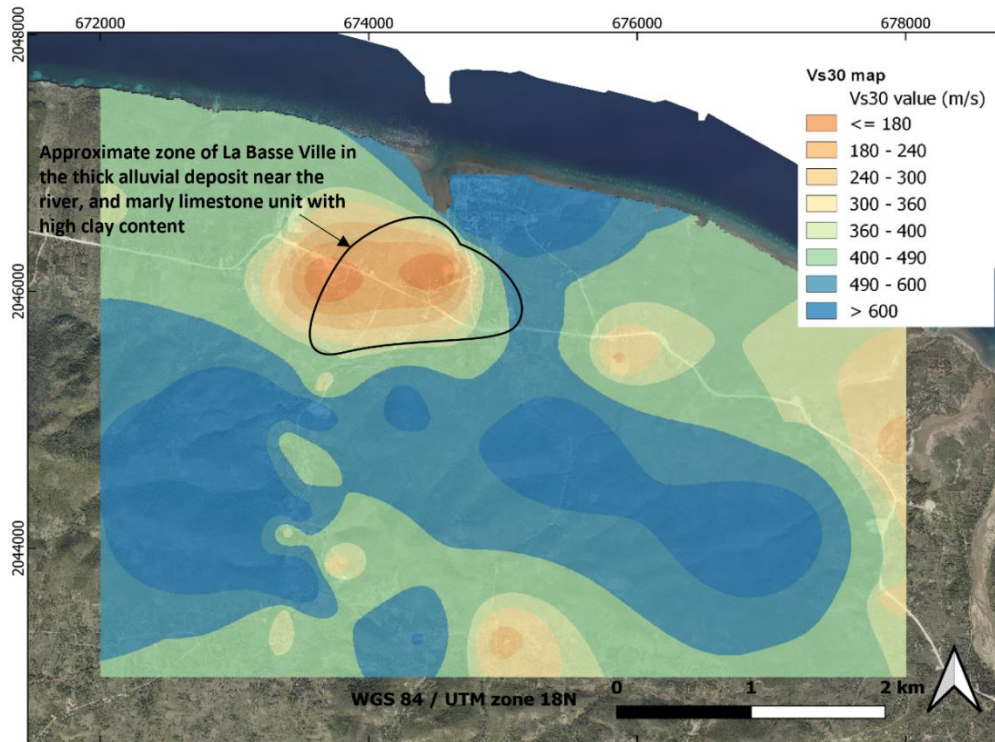 672000
674000
676000
678000
2048000
2046000
2044000
Approximate zone of La Basse Ville in
the thick alluvial deposit near the
river, and marly limestone unit with
high clay content
Vs30 map
Vs30 value (m/s)
<= 180
180 - 240
240 - 300
300 - 360
360 - 400
400 - 490
490 - 600
> 600
WGS 84 / UTM zone 18N
0 1 2 km